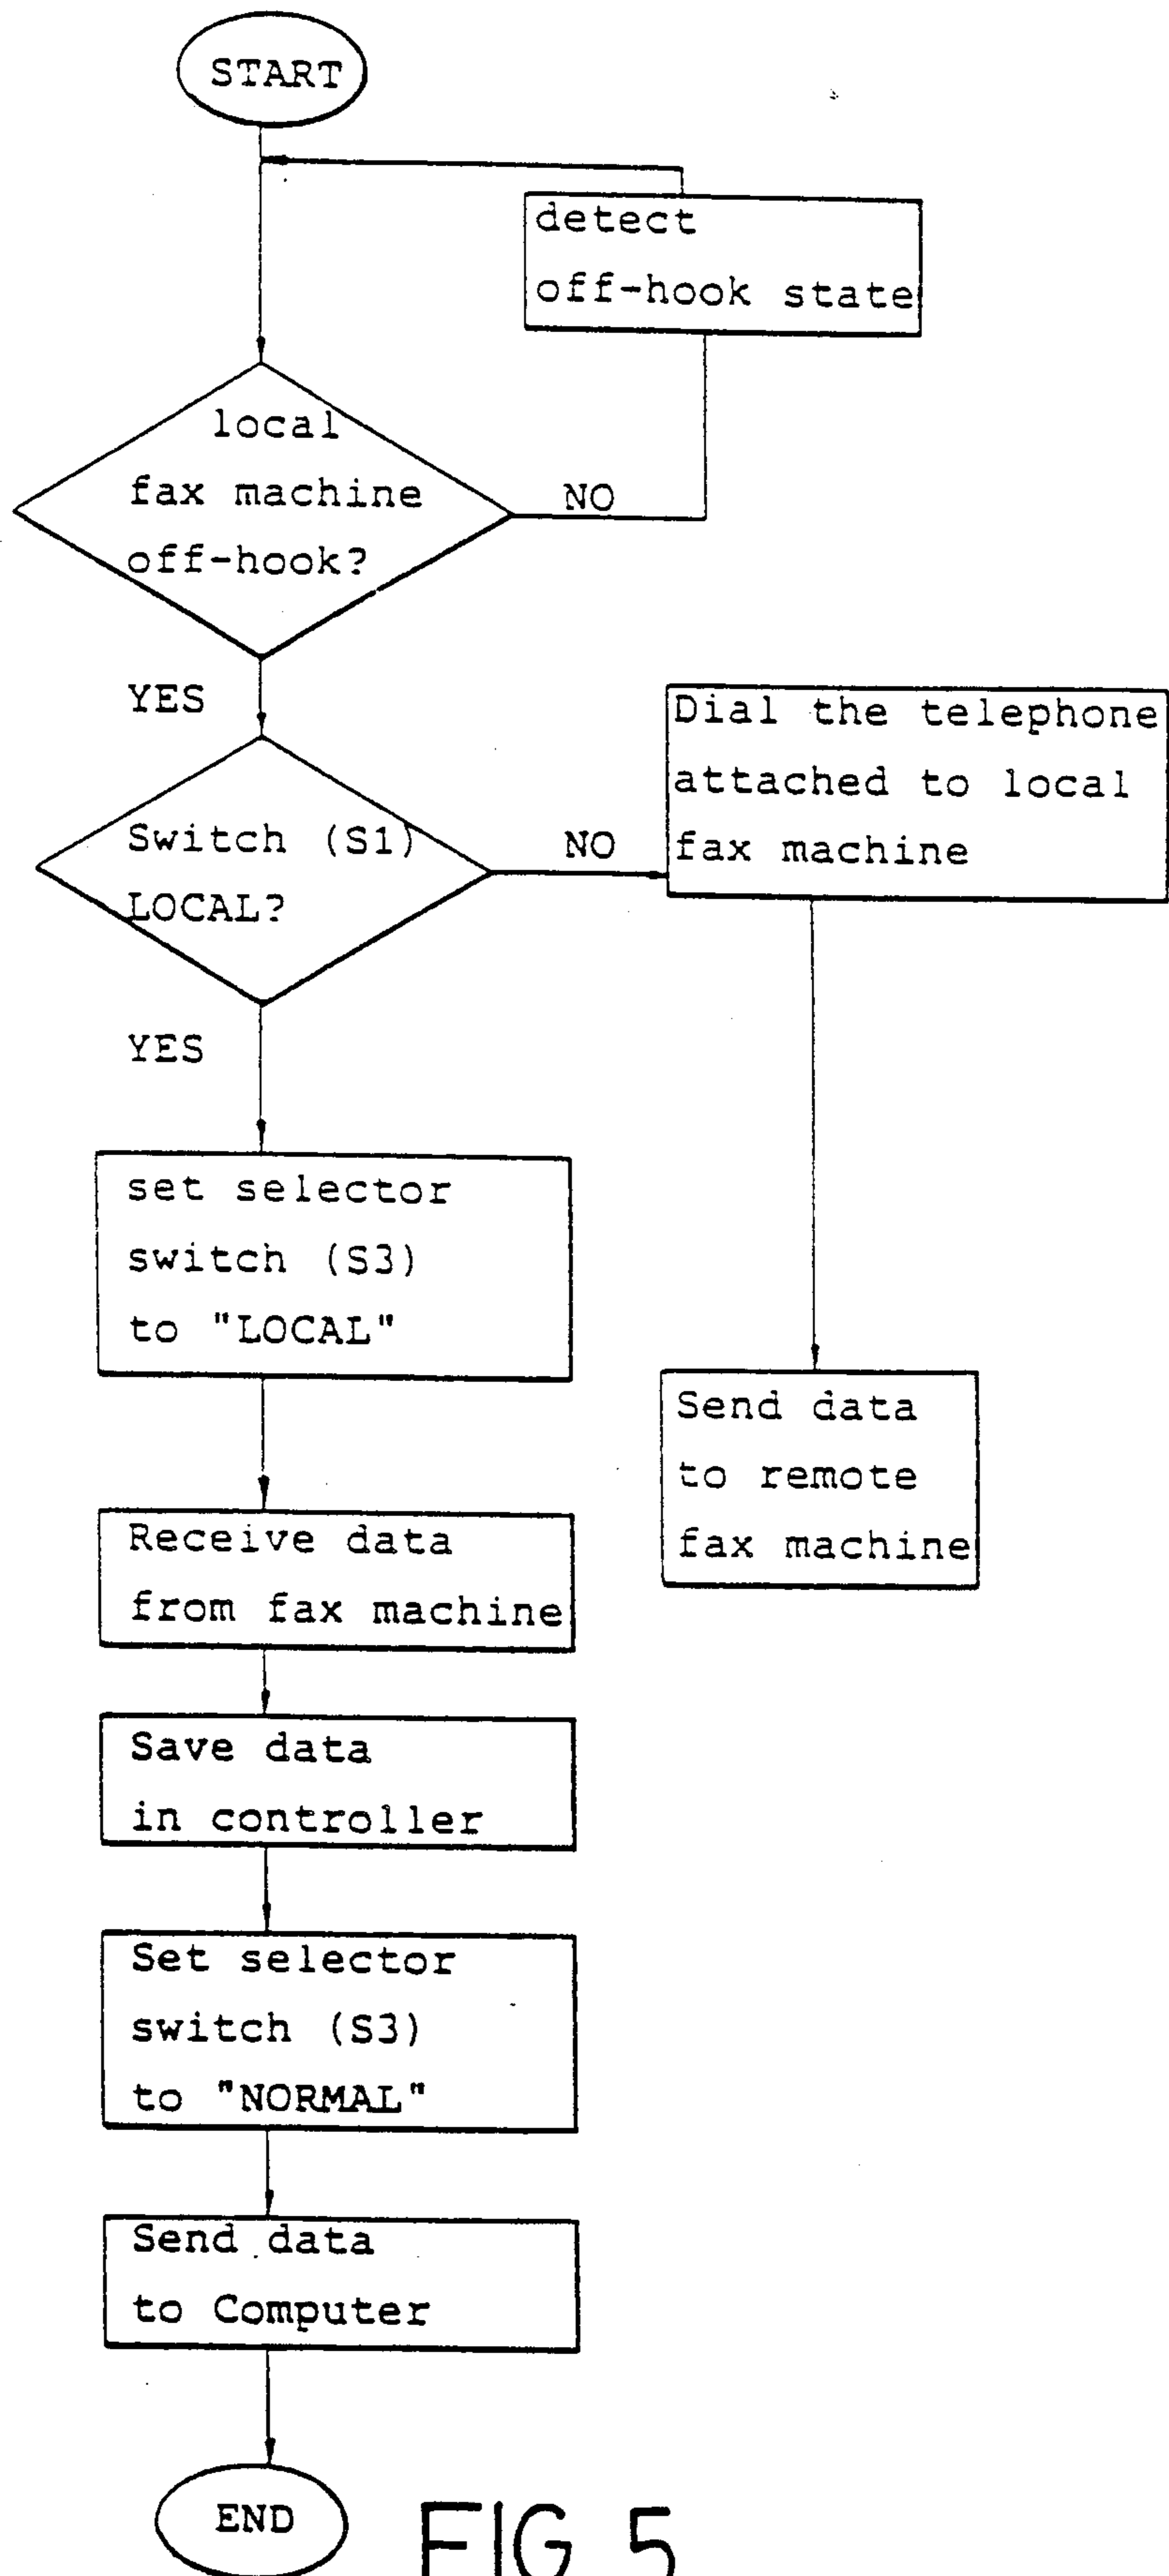 START
detect
off-hook state
local
fax machine
off-hook?
NO
YES
Dial the telephone
attached to local
fax machine
Switch (S1)
LOCAL?
NO
YES
set selector
switch (S3)
to "LOCAL"
Send data
to remote
fax machine
Receive data
from fax machine
Save data
in controller
Set selector
switch (S3)
to "NORMAL"
Send data
to Computer
END
FIG 5